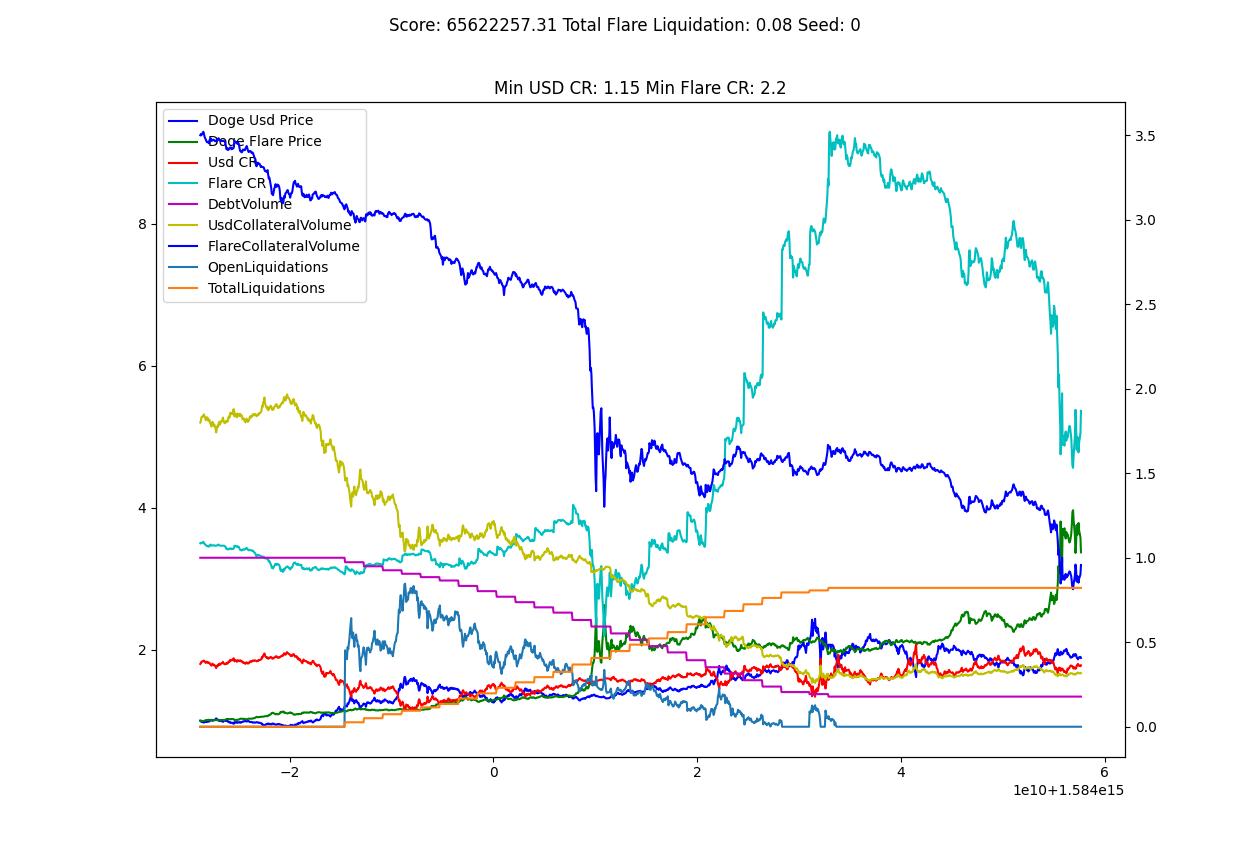 Score: 65622257.31 Total Flare Liquidation: 0.08 Seed: 0
Min USD CR: 1.15 Min Flare CR: 2.2
Doge Usd Price
Doge Flare Price
Usd CR
Flare CR
DebtVolume
UsdCollateralVolume
FlareCollateralVolume
OpenLiquidations
TotalLiquidations
8
6
4
2
3.5
3.0
2.5
2.0
1.5
1.0
0.5
0.0
−2
0
2
4
6
1e10+1.584e15